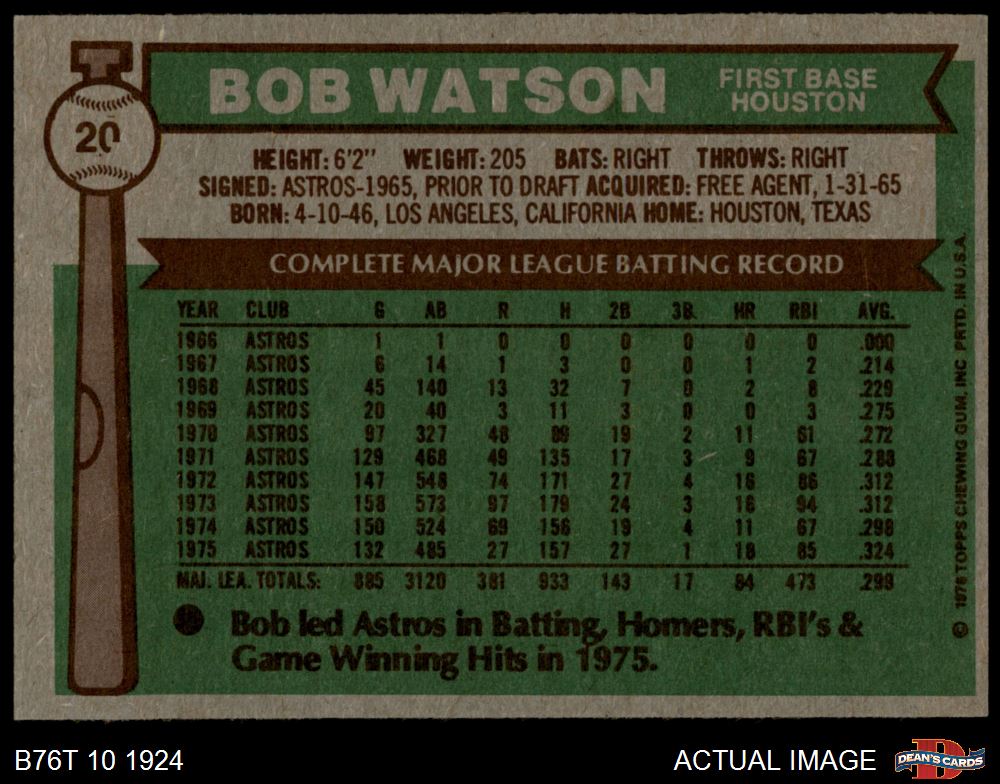 20
BOB WATSON
FIRST BASE
HOUSTON
HEIGHT: 6'2" WEIGHT: 205 BATS: RIGHT THROWS: RIGHT
SIGNED: ASTROS-1965, PRIOR TO DRAFT ACQUIRED: FREE AGENT, 1-31-65
BORN: 4-10-46, LOS ANGELES, CALIFORNIA HOME: HOUSTON, TEXAS
COMPLETE MAJOR LEAGUE BATTING RECORD
YEAR CLUB G AB R H 2B 3B. HR RBI AVG.
1966 ASTROS 1 1 0 0 0 0 0 0 .000
1967 ASTROS 6 14 1 3 0 0 1 2 .214
1968 ASTROS 45 140 13 32 7 0 2 8 .229
1969 ASTROS 20 40 3 11 3 0 0 3 .275
1970 ASTROS 97 327 48 89 19 2 11 61 .272
1971 ASTROS 129 468 49 135 17 3 9 67 .288
1972 ASTROS 147 548 74 171 27 4 16 86 .312
1973 ASTROS 158 573 97 179 24 3 16 94 .312
1974 ASTROS 150 524 69 156 19 4 11 67 .298
1975 ASTROS 132 485 27 157 27 1 18 85 .324
MAJ. LEA. TOTALS: 885 3120 381 933 143 17 84 473 .299
Bob led Astros in Batting, Homers, RBI's &
Game Winning Hits in 1975.
© 1976 TOPPS CHEWING GUM, INC PRTD. IN U.S.A.
B76T 10 1924
ACTUAL IMAGE
DEAN'S CARDS